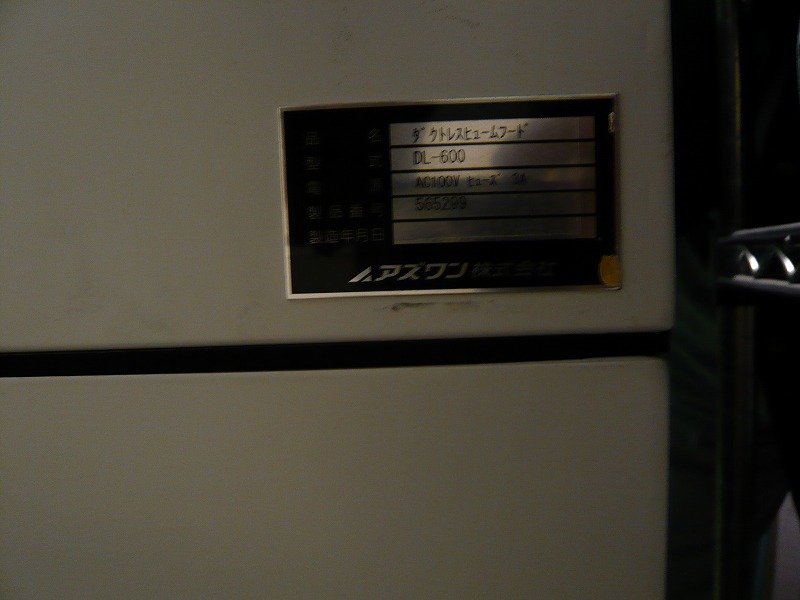 品名 ダクトレスヒュームフード
型式 DL-600
電源 AC100V ヒューズ 3A
製品番号 565299
製造年月日
アズワン株式会社